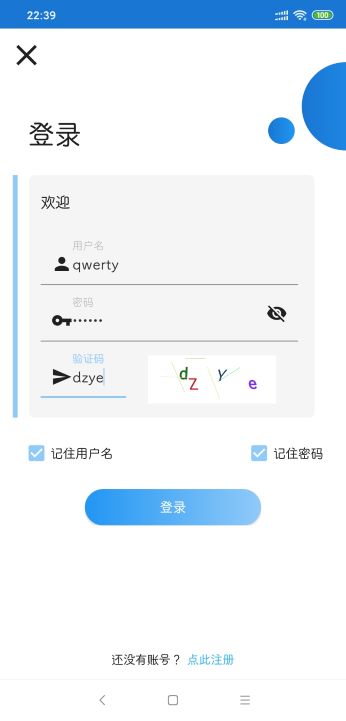 22:39
100
登录
欢迎
用户名
qwerty
密码
••••••
验证码
dzye
dZYe
记住用户名
记住密码
登录
还没有账号？ 点此注册